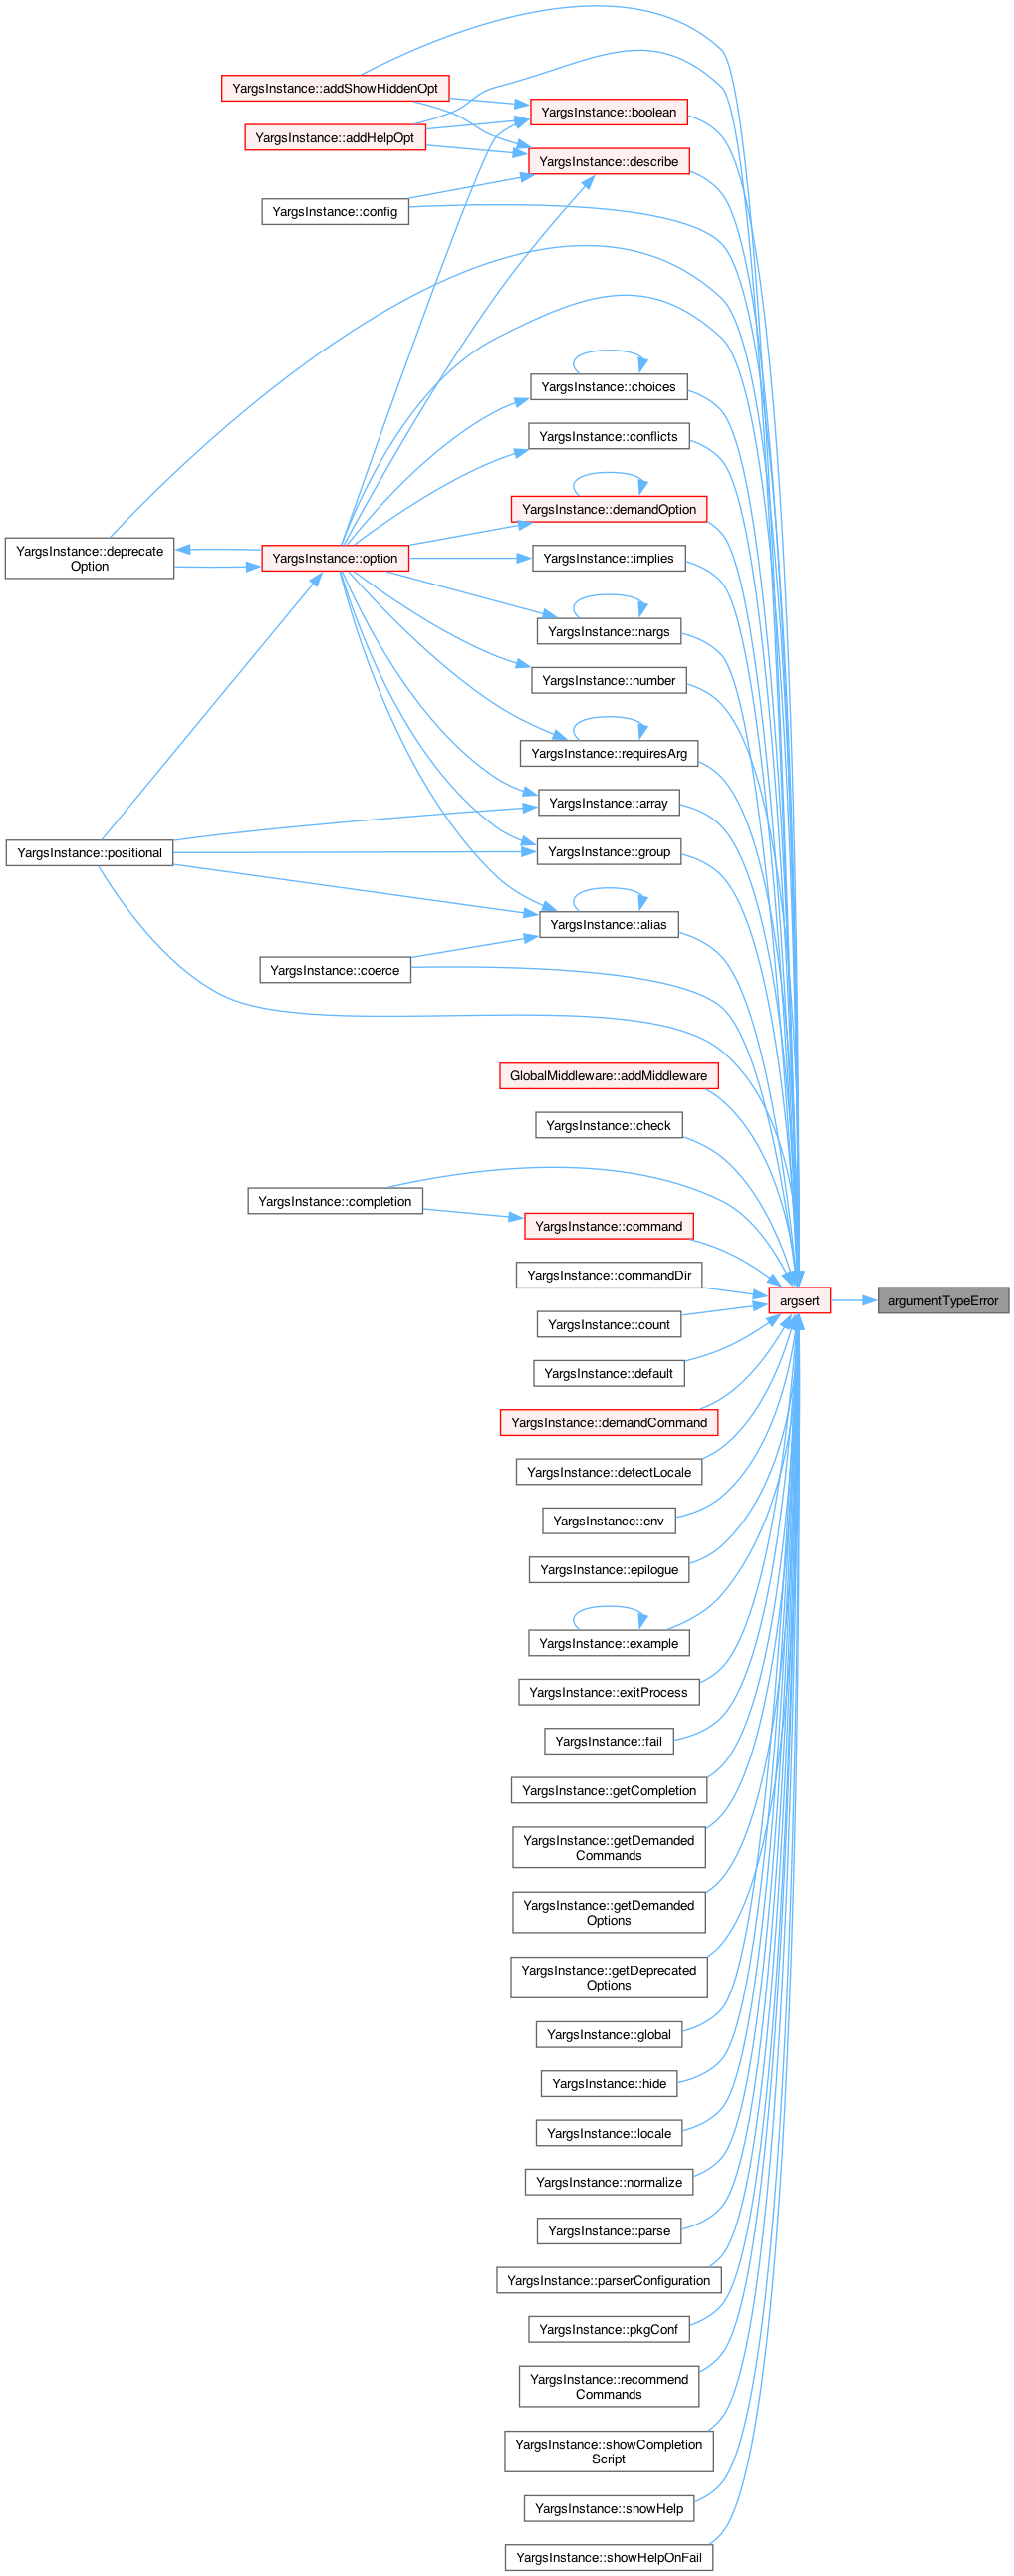 YargsInstance::addShowHiddenOpt
YargsInstance::boolean
YargsInstance::addHelpOpt
YargsInstance::describe
YargsInstance::config
YargsInstance::choices
YargsInstance::conflicts
YargsInstance::demandOption
YargsInstance::deprecate
Option
YargsInstance::option
YargsInstance::implies
YargsInstance::nargs
YargsInstance::number
YargsInstance::requiresArg
YargsInstance::array
YargsInstance::positional
YargsInstance::group
YargsInstance::alias
YargsInstance::coerce
GlobalMiddleware::addMiddleware
YargsInstance::check
YargsInstance::completion
YargsInstance::command
YargsInstance::commandDir
argsert
argumentTypeError
YargsInstance::count
YargsInstance::default
YargsInstance::demandCommand
YargsInstance::detectLocale
YargsInstance::env
YargsInstance::epilogue
YargsInstance::example
YargsInstance::exitProcess
YargsInstance::fail
YargsInstance::getCompletion
YargsInstance::getDemanded
Commands
YargsInstance::getDemanded
Options
YargsInstance::getDeprecated
Options
YargsInstance::global
YargsInstance::hide
YargsInstance::locale
YargsInstance::normalize
YargsInstance::parse
YargsInstance::parserConfiguration
YargsInstance::pkgConf
YargsInstance::recommend
Commands
YargsInstance::showCompletion
Script
YargsInstance::showHelp
YargsInstance::showHelpOnFail